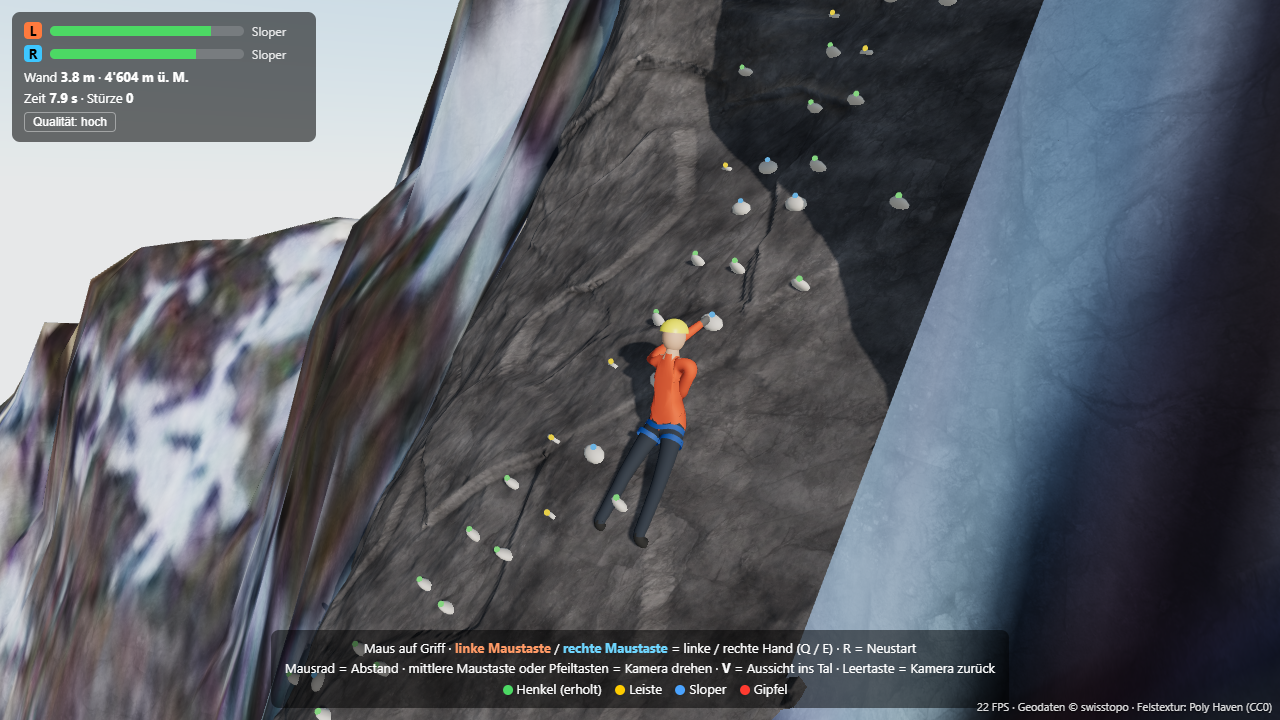 L Sloper
R Sloper
Wand 3.8 m · 4'604 m ü. M.
Zeit 7.9 s · Stürze 0
Qualität: hoch
Maus auf Griff · linke Maustaste / rechte Maustaste = linke / rechte Hand (Q / E) · R = Neustart
Mausrad = Abstand · mittlere Maustaste oder Pfeiltasten = Kamera drehen · V = Aussicht ins Tal · Leertaste = Kamera zurück
Henkel (erholt) Leiste Sloper Gipfel
22 FPS · Geodaten © swisstopo · Felstextur: Poly Haven (CC0)